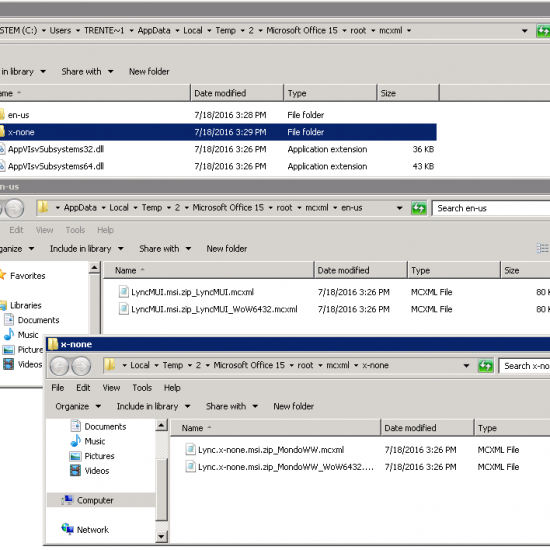 STEM (C:) Users TRENTE~1 AppData Local Temp 2 Microsoft Office 15 root mcxml
in library Share with New folder
Name Date modified Type Size
en-us 7/18/2016 3:28 PM File folder
x-none 7/18/2016 3:29 PM File folder
AppVIsvSubsystems32.dll 7/18/2016 3:26 PM Application extension 36 KB
AppVIsvSubsystems64.dll 7/18/2016 3:26 PM Application extension 43 KB
en-us
AppData Local Temp 2 Microsoft Office 15 root mcxml en-us Search en-us
Edit View Tools Help
Organize Include in library Share with New folder
Favorites
Libraries
Documents
Music
Pictures
Videos
Name Date modified Type Size
LyncMUI.msi.zip_LyncMUI.mcxml 7/18/2016 3:26 PM MCXML File 80 K
LyncMUI.msi.zip_LyncMUI_WoW6432.mcxml 7/18/2016 3:26 PM MCXML File 80 K
x-none
Local Temp 2 Microsoft Office 15 root mcxml x-none Search x-no
File Edit View Tools Help
Organize Include in library Share with New folder
Documents
Music
Pictures
Videos
Computer
Network
Name Date modified Type
Lync.x-none.msi.zip_MondoWW.mcxml 7/18/2016 3:26 PM MCXML File
Lync.x-none.msi.zip_MondoWW_WoW6432.... 7/18/2016 3:26 PM MCXML File